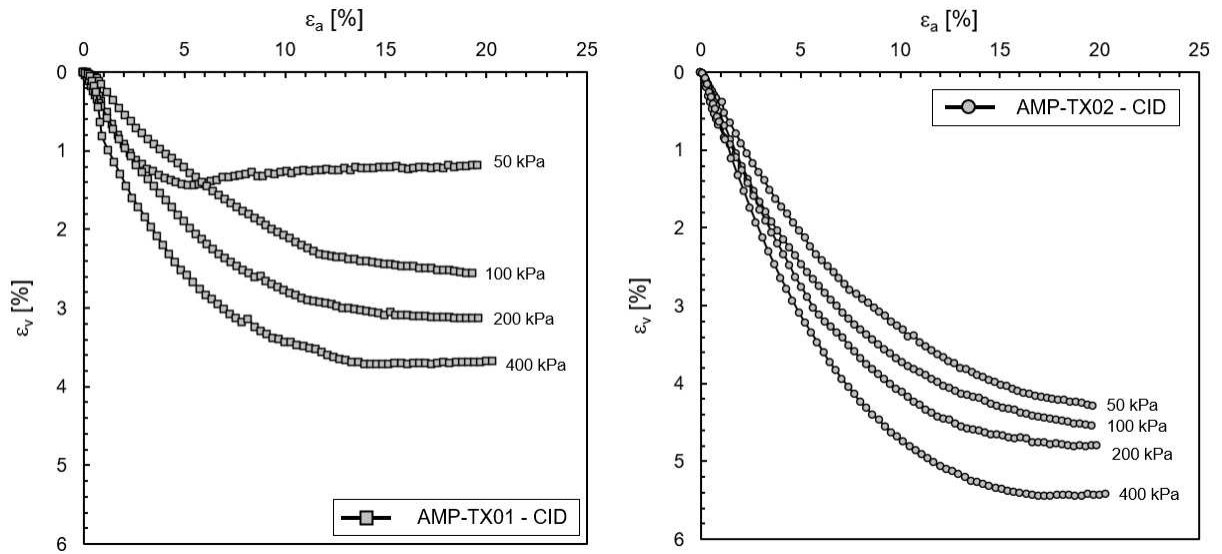 εa [%]
0 5 10 15 20 25
0
1
2
3
4
5
6
εv [%]
50 kPa
100 kPa
200 kPa
400 kPa
AMP-TX01 - CID
εa [%]
0 5 10 15 20 25
0
1
2
3
4
5
6
εv [%]
AMP-TX02 - CID
50 kPa
100 kPa
200 kPa
400 kPa